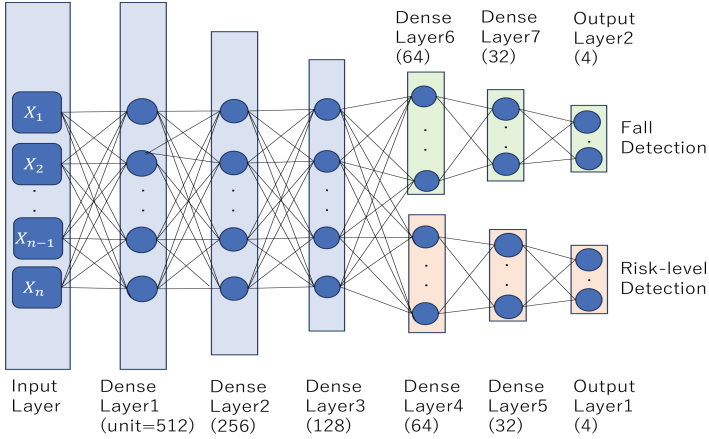 Dense
Layer6
(64)
Dense
Layer7
(32)
Output
Layer2
(4)
X1
X2
Xn−1
Xn
Fall
Detection
Risk-level
Detection
Input
Layer
Dense
Layer1
(unit=512)
Dense
Layer2
(256)
Dense
Layer3
(128)
Dense
Layer4
(64)
Dense
Layer5
(32)
Output
Layer1
(4)